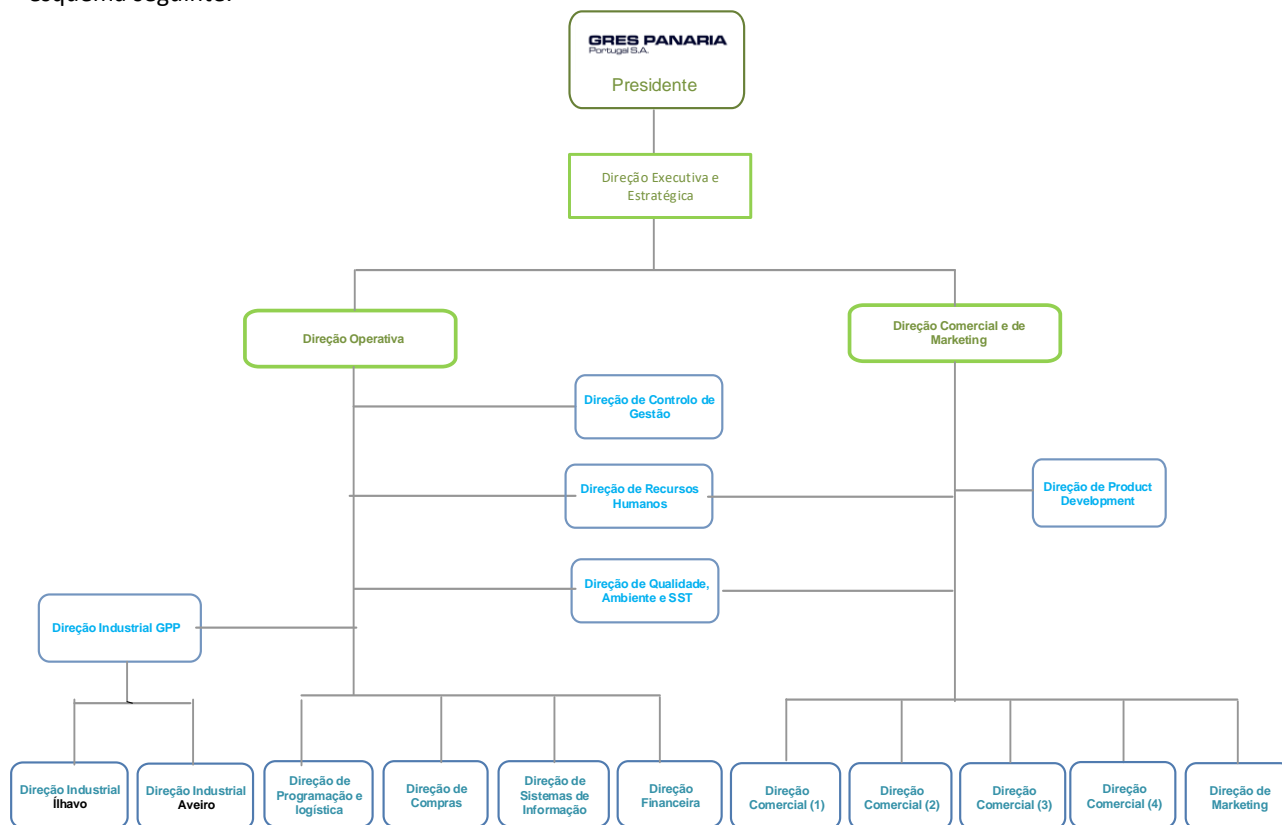 esquema seguinte:
GRES PANARIA
Portugal S.A.
Presidente
Direção Executiva e
Estratégica
Direção Operativa
Direção Comercial e de
Marketing
Direção de Controlo de
Gestão
Direção de Recursos
Humanos
Direção de Product
Development
Direção de Qualidade,
Ambiente e SST
Direção Industrial GPP
Direção Industrial
Ílhavo
Direção Industrial
Aveiro
Direção de
Programação e
logística
Direção de
Compras
Direção de
Sistemas de
Informação
Direção
Financeira
Direção
Comercial (1)
Direção
Comercial (2)
Direção
Comercial (3)
Direção
Comercial (4)
Direção de
Marketing